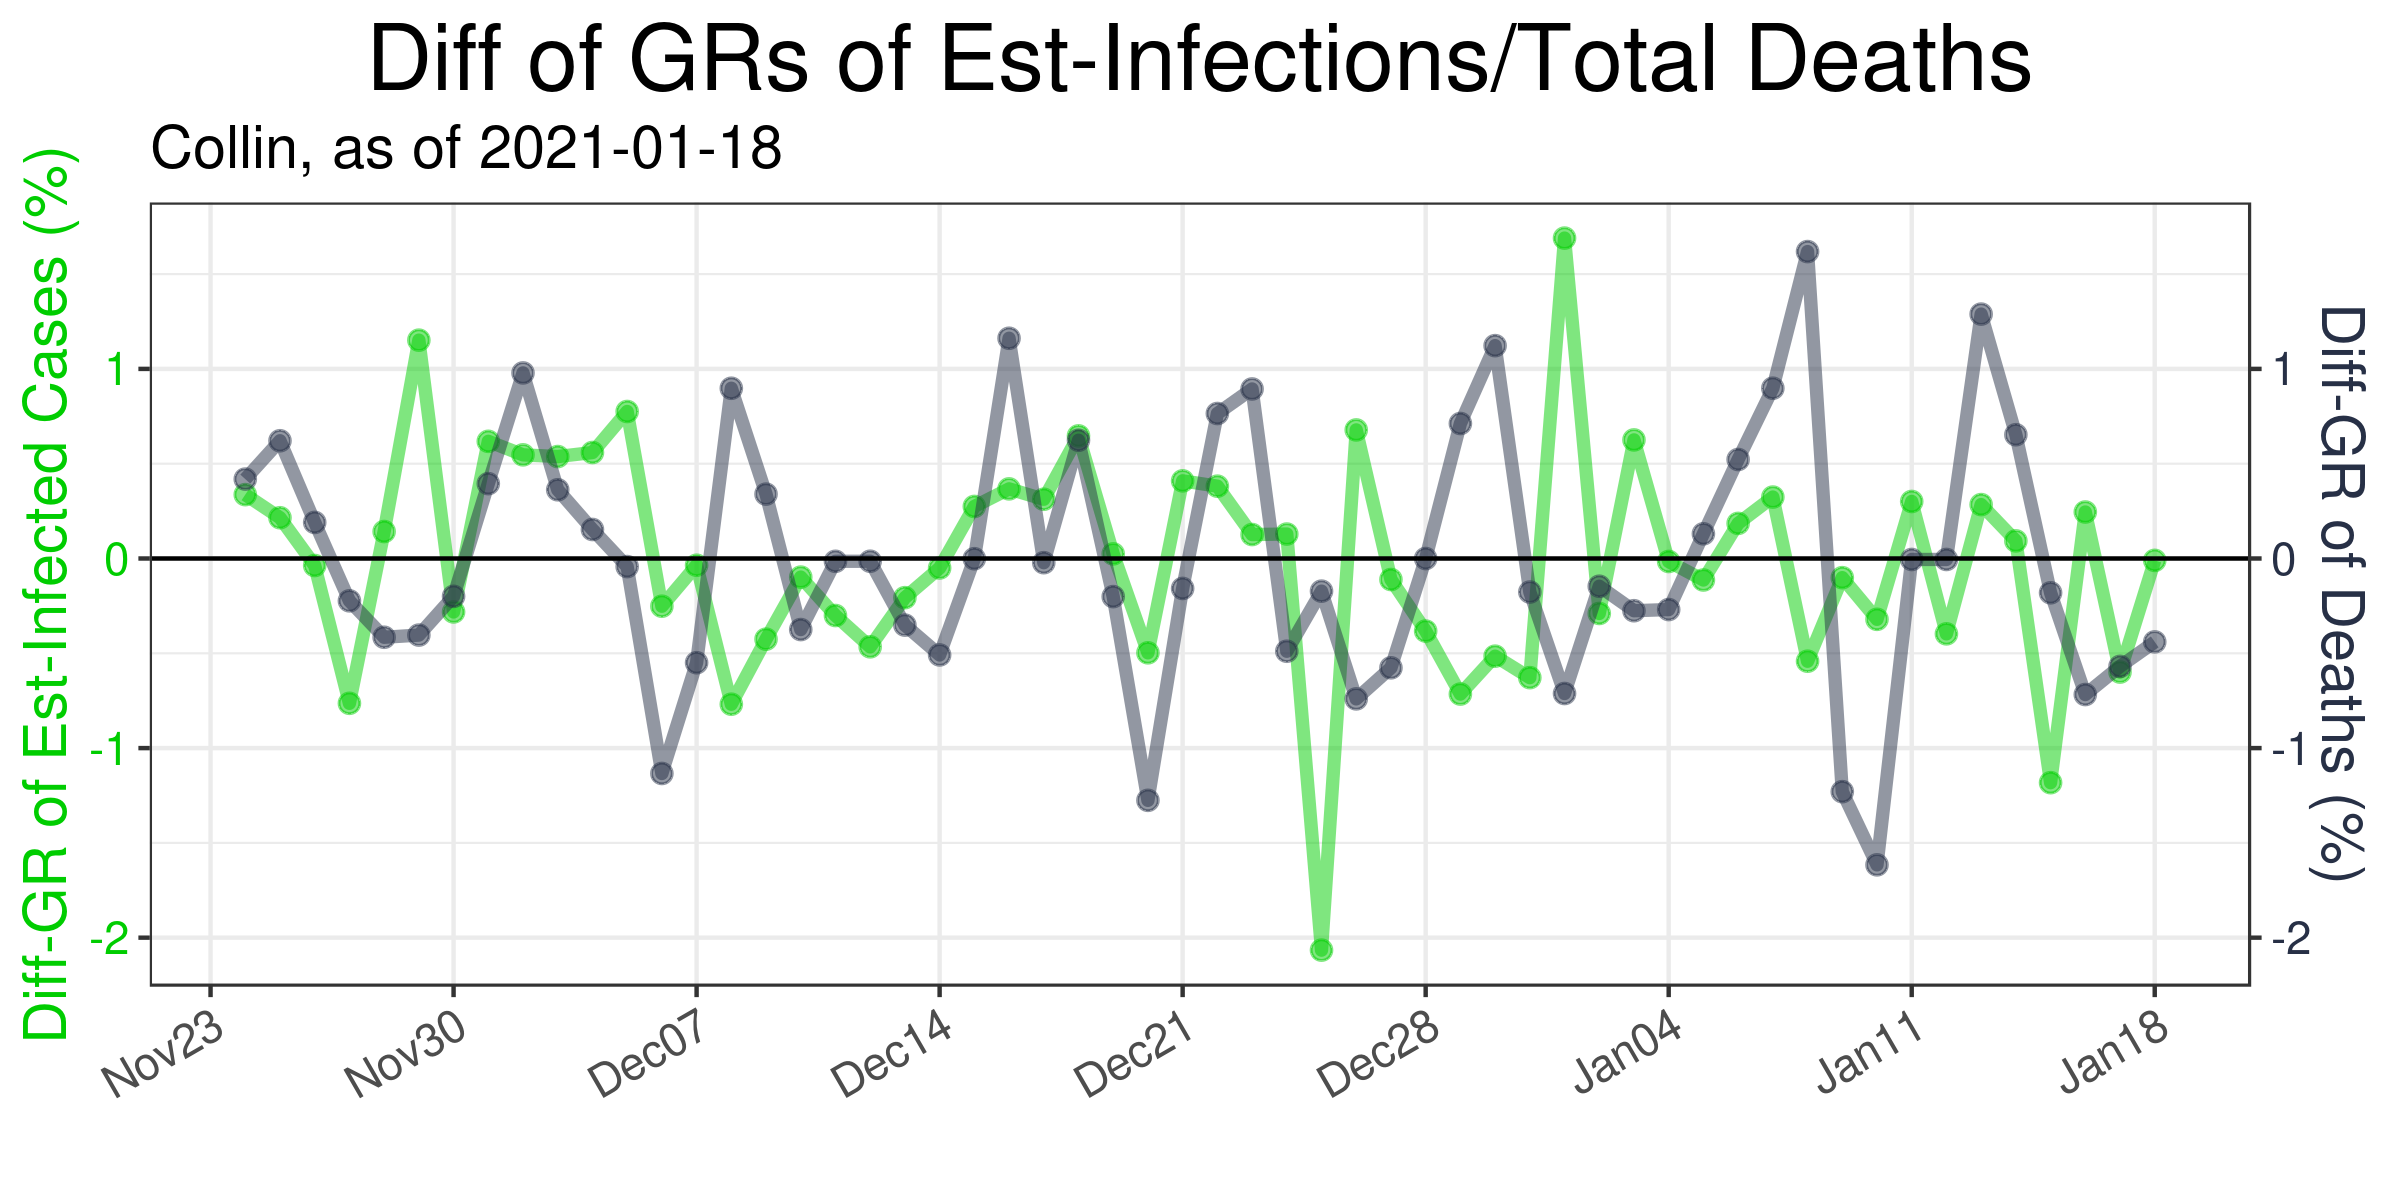 Diff of GRs of Est-Infections/Total Deaths
Collin, as of 2021-01-18
Diff-GR of Est-Infected Cases (%)
1
0
-1
-2
1
0
-1
-2
Diff-GR of Deaths (%)
Nov23
Nov30
Dec07
Dec14
Dec21
Dec28
Jan04
Jan11
Jan18